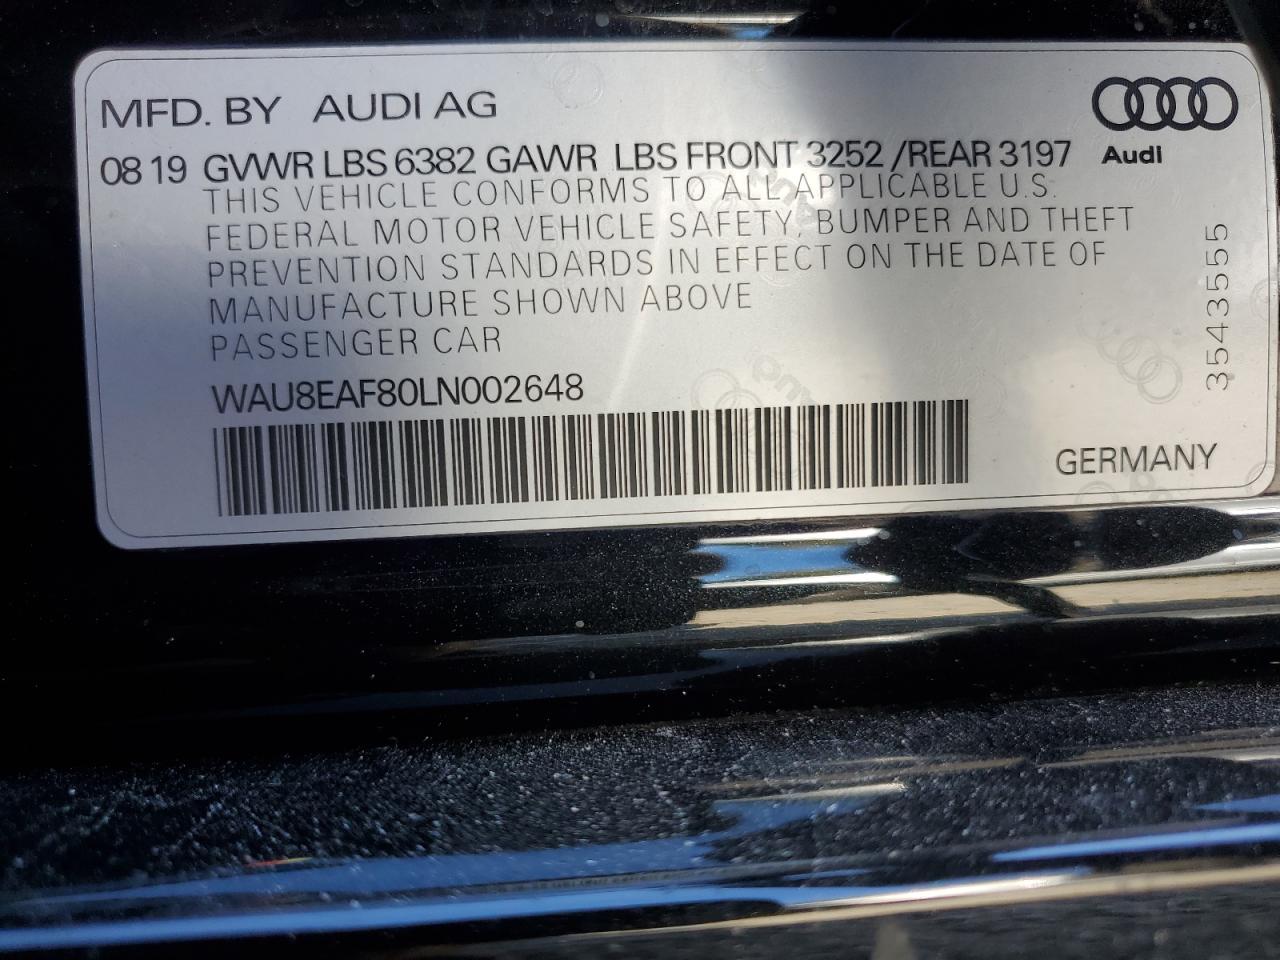 MFD. BY AUDI AG
Audi
08 19 GVWR LBS 6382 GAWR LBS FRONT 3252 /REAR 3197
THIS VEHICLE CONFORMS TO ALL APPLICABLE U.S.
FEDERAL MOTOR VEHICLE SAFETY, BUMPER AND THEFT
PREVENTION STANDARDS IN EFFECT ON THE DATE OF
MANUFACTURE SHOWN ABOVE
PASSENGER CAR
WAU8EAF80LN002648
3543555
GERMANY